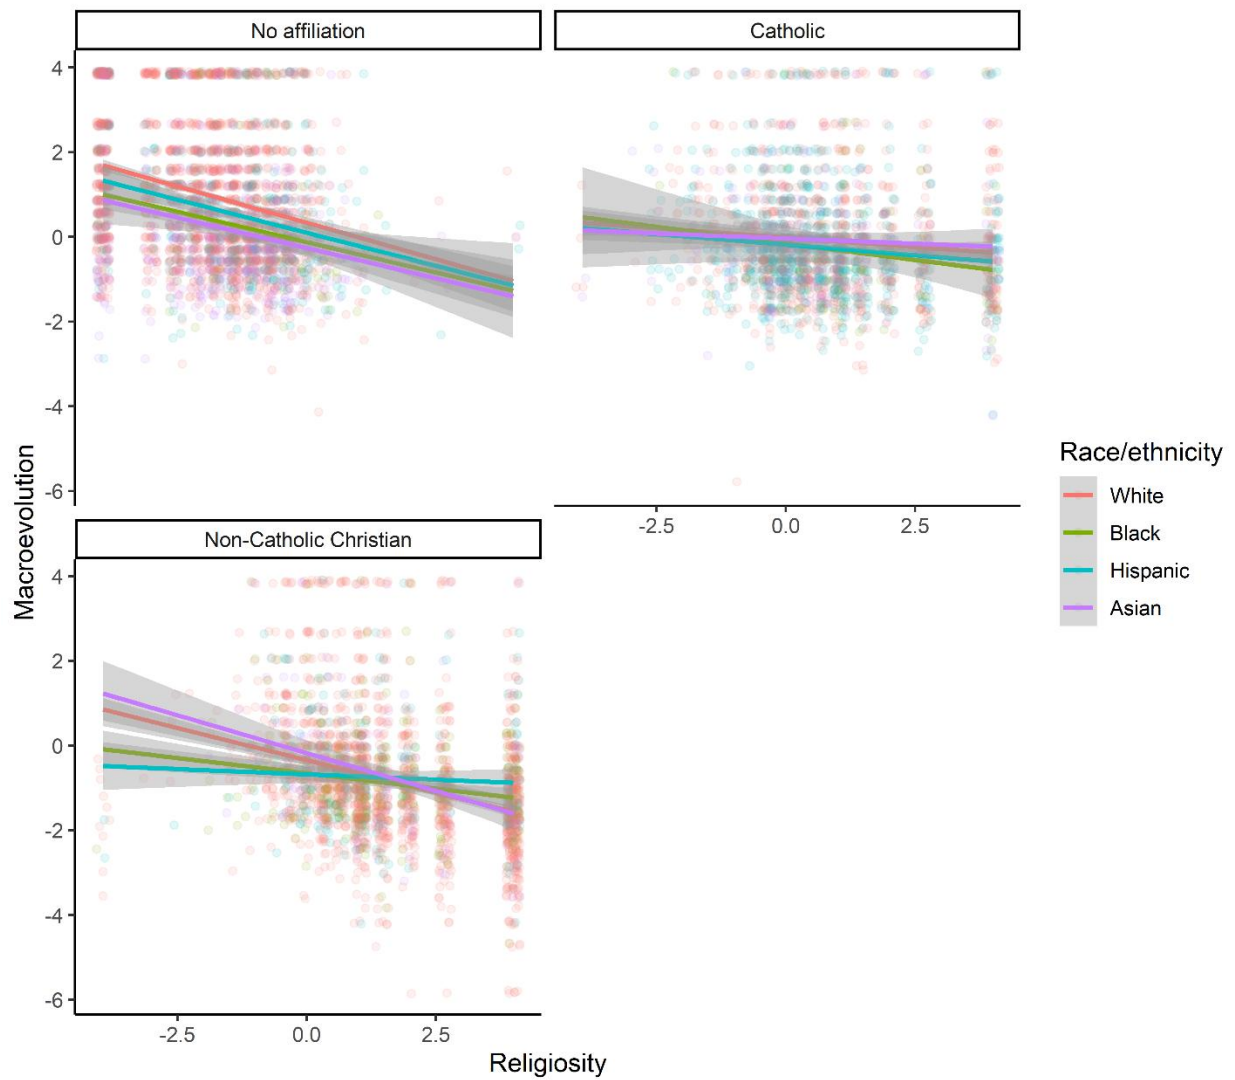 No affiliation
Catholic
4
2
0
-2
-4
-6
-2.5 0.0 2.5
Non-Catholic Christian
4
2
0
-2
-4
-6
-2.5 0.0 2.5
Macroevolution
Religiosity
Race/ethnicity
White
Black
Hispanic
Asian